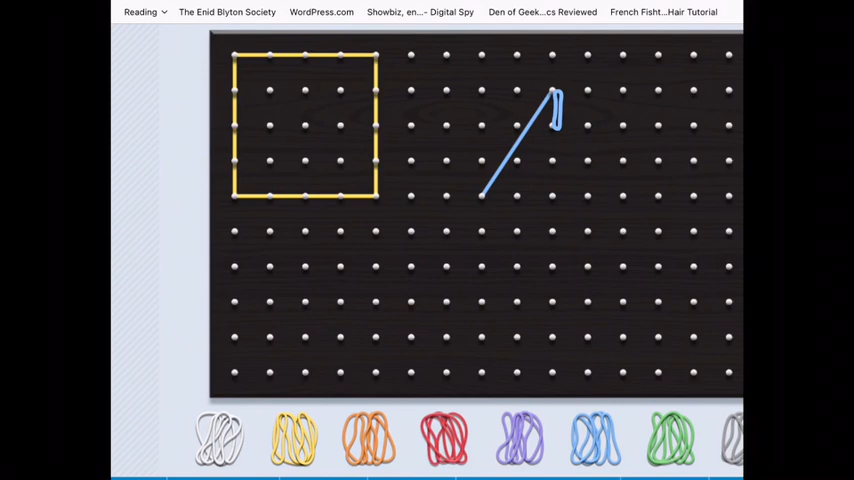 Reading The Enid Blyton Society WordPress.com Showbiz, en...- Digital Spy Den of Geek...cs Reviewed French Fisht...Hair Tutorial